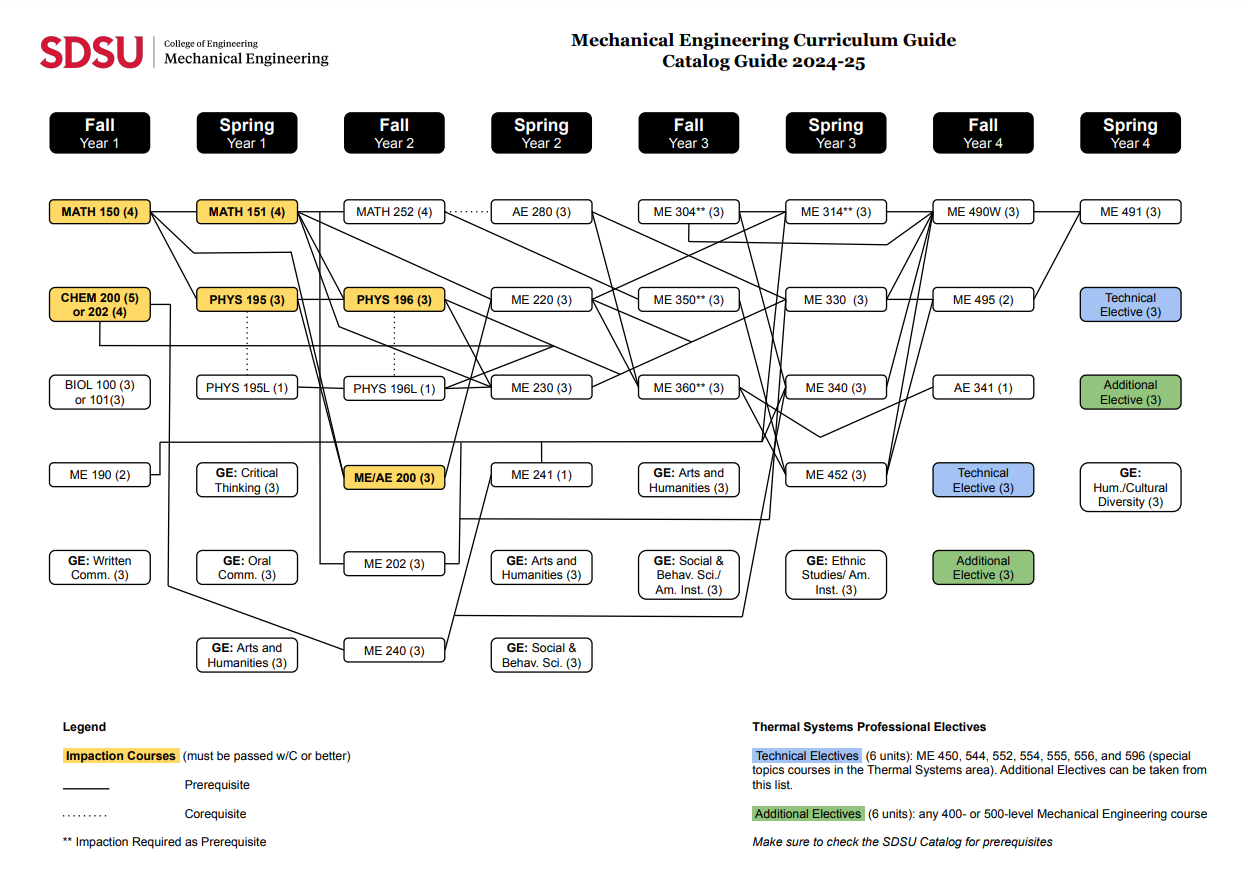 SDSU
College of Engineering
Mechanical Engineering
Mechanical Engineering Curriculum Guide
Catalog Guide 2024-25
Fall
Year 1
Spring
Year 1
Fall
Year 2
Spring
Year 2
Fall
Year 3
Spring
Year 3
Fall
Year 4
Spring
Year 4
MATH 150 (4)
MATH 151 (4)
MATH 252 (4)
AE 280 (3)
ME 304** (3)
ME 314** (3)
ME 490W (3)
ME 491 (3)
CHEM 200 (5)
or 202 (4)
PHYS 195 (3)
PHYS 196 (3)
ME 220 (3)
ME 350** (3)
ME 330 (3)
ME 495 (2)
Technical
Elective (3)
BIOL 100 (3)
or 101(3)
PHYS 195L (1)
PHYS 196L (1)
ME 230 (3)
ME 360** (3)
ME 340 (3)
AE 341 (1)
Additional
Elective (3)
ME 190 (2)
GE: Critical
Thinking (3)
ME/AE 200 (3)
ME 241 (1)
GE: Arts and
Humanities (3)
ME 452 (3)
Technical
Elective (3)
GE:
Hum./Cultural
Diversity (3)
GE: Written
Comm. (3)
GE: Oral
Comm. (3)
ME 202 (3)
GE: Arts and
Humanities (3)
GE: Social &
Behav. Sci./
Am. Inst. (3)
GE: Ethnic
Studies/ Am.
Inst. (3)
Additional
Elective (3)
GE: Arts and
Humanities (3)
ME 240 (3)
GE: Social &
Behav. Sci. (3)
Legend
Impaction Courses (must be passed w/C or better)
Prerequisite
Corequisite
** Impaction Required as Prerequisite
Thermal Systems Professional Electives
Technical Electives (6 units): ME 450, 544, 552, 554, 555, 556, and 596 (special
topics courses in the Thermal Systems area). Additional Electives can be taken from
this list.
Additional Electives (6 units): any 400- or 500-level Mechanical Engineering course
Make sure to check the SDSU Catalog for prerequisites